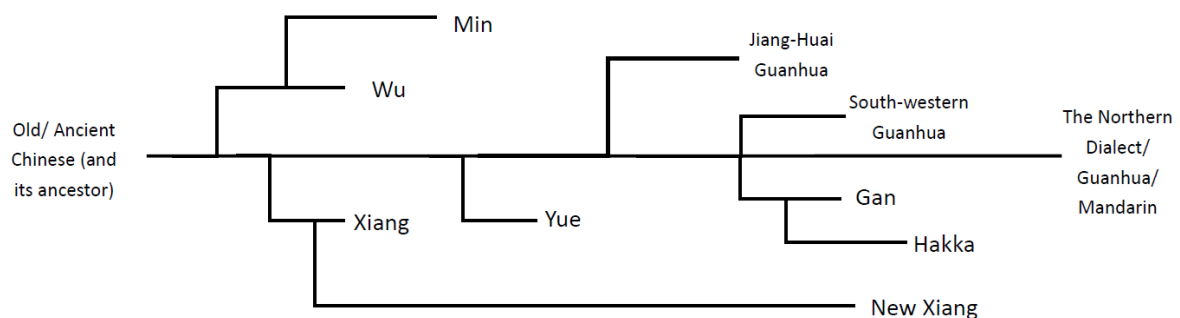 Min
Jiang-Huai
Guanhua
Wu
South-western
Guanhua
Old/ Ancient
Chinese (and
its ancestor)
The Northern
Dialect/
Guanhua/
Mandarin
Xiang
Yue
Gan
Hakka
New Xiang